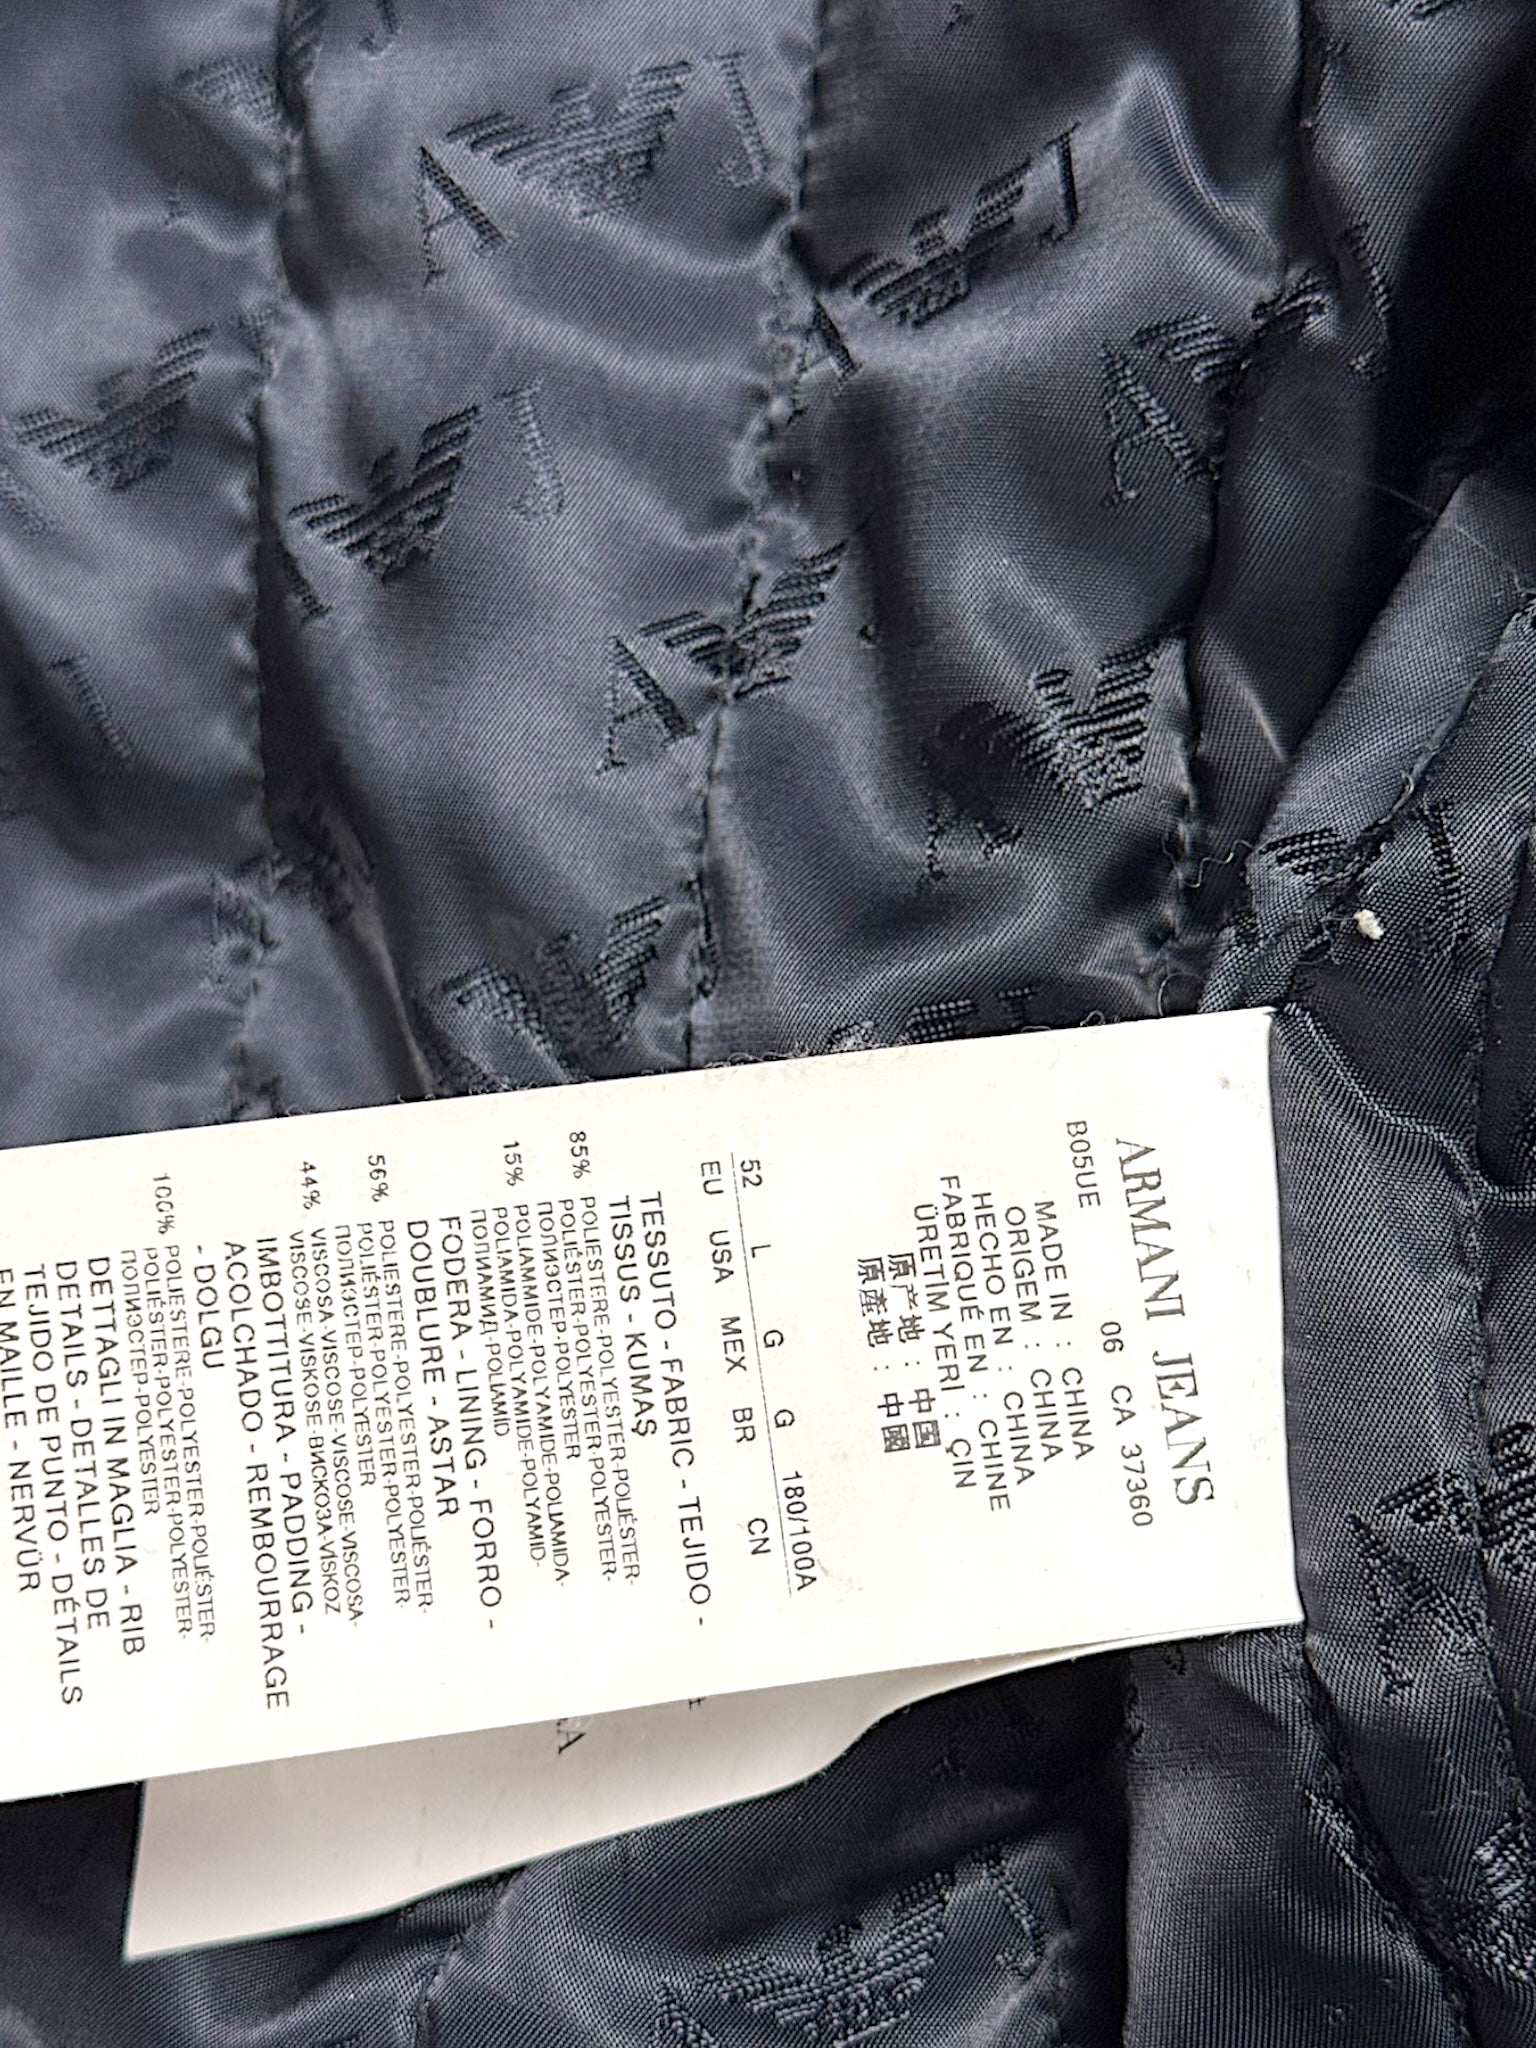 ARMANI JEANS
B05UE 06 CA 37360
MADE IN : CHINA
ORIGEM : CHINA
HECHO EN : CHINA
FABRIQUÉ EN : CHINE
ÜRETİM YERİ : ÇIN
原产地 : 中国
原產地 : 中國
52 L G G 180/100A
EU USA MEX BR CN
TESSUTO - FABRIC - TEJIDO -
TISSUS - KUMAŞ
85% POLIESTERE-POLYESTER-POLIÉSTER-
POLIÉSTER-POLYESTER-POLYESTER-
ПОЛИЭСТЕР-POLYESTER
15% POLIAMMIDE-POLYAMIDE-POLIAMIDA-
POLIAMIDA-POLYAMIDE-POLYAMID-
ПОЛИАМИД-POLIAMID
FODERA - LINING - FORRO -
DOUBLURE - ASTAR
56% POLIESTERE-POLYESTER-POLIÉSTER-
POLIÉSTER-POLYESTER-POLYESTER-
ПОЛИЭСТЕР-POLYESTER
44% VISCOSA-VISCOSE-VISCOSE-VISCOSA-
VISCOSE-VISKOSE-ВИСКОЗА-VISKOZ
IMBOTTITURA - PADDING -
ACOLCHADO - REMBOURRAGE
- DOLGU
100% POLIESTERE-POLYESTER-POLIÉSTER-
POLIÉSTER-POLYESTER-POLYESTER-
ПОЛИЭСТЕР-POLYESTER
DETTAGLI IN MAGLIA - RIB
DETAILS - DETALLES DE
TEJIDO DE PUNTO - DÉTAILS
EN MAILLE - NERVÜR